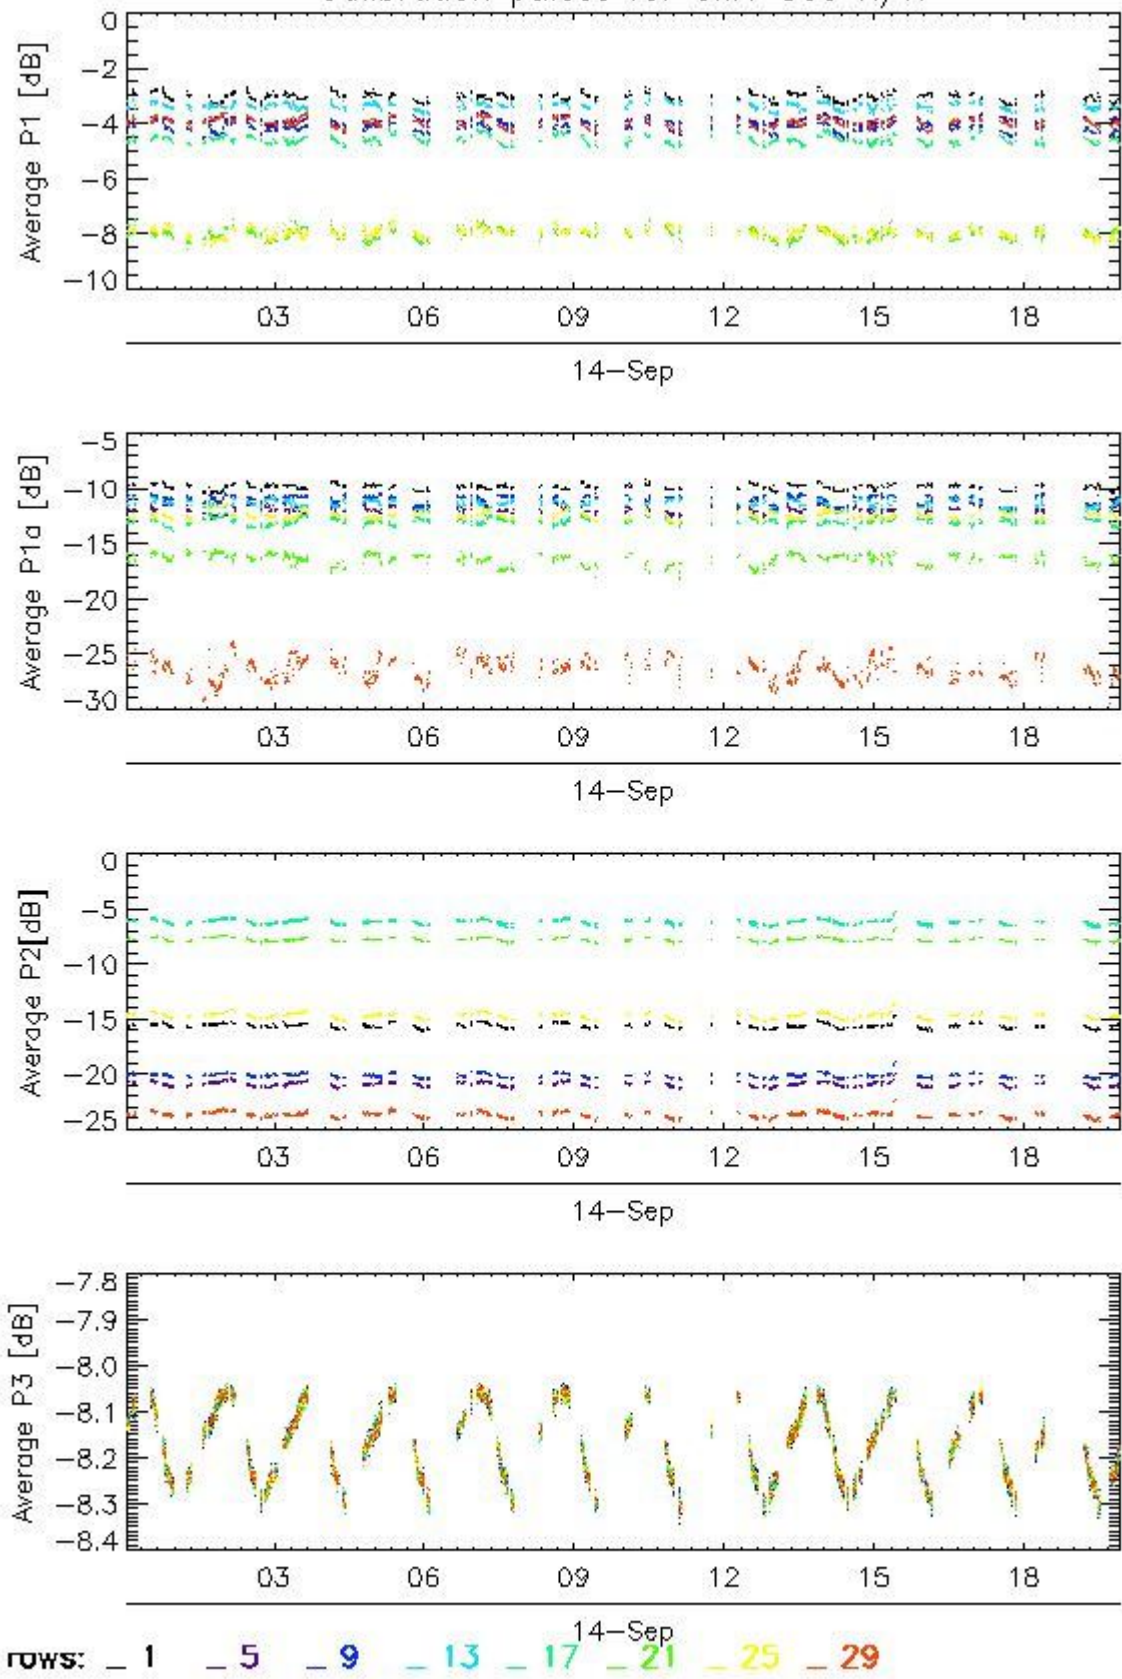 Average P1 [dB]
0
−2
−4
−6
−8
−10
03 06 09 12 15 18
14−Sep
Average P1a [dB]
−5
−10
−15
−20
−25
−30
03 06 09 12 15 18
14−Sep
Average P2[dB]
0
−5
−10
−15
−20
−25
03 06 09 12 15 18
14−Sep
Average P3 [dB]
−7.8
−7.9
−8.0
−8.1
−8.2
−8.3
−8.4
03 06 09 12 15 18
14−Sep
rows: _ 1 _ 5 _ 9 _ 13 _ 17 _ 21 _ 25 _ 29